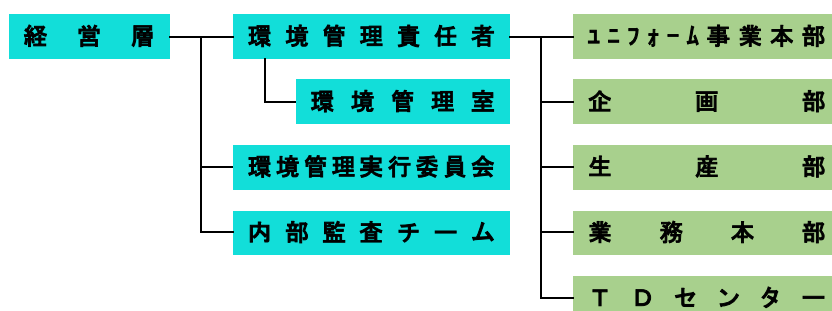 経営層
環境管理責任者
ユニフォーム事業本部
環境管理室
企画部
環境管理実行委員会
生産部
内部監査チーム
業務本部
TDセンター